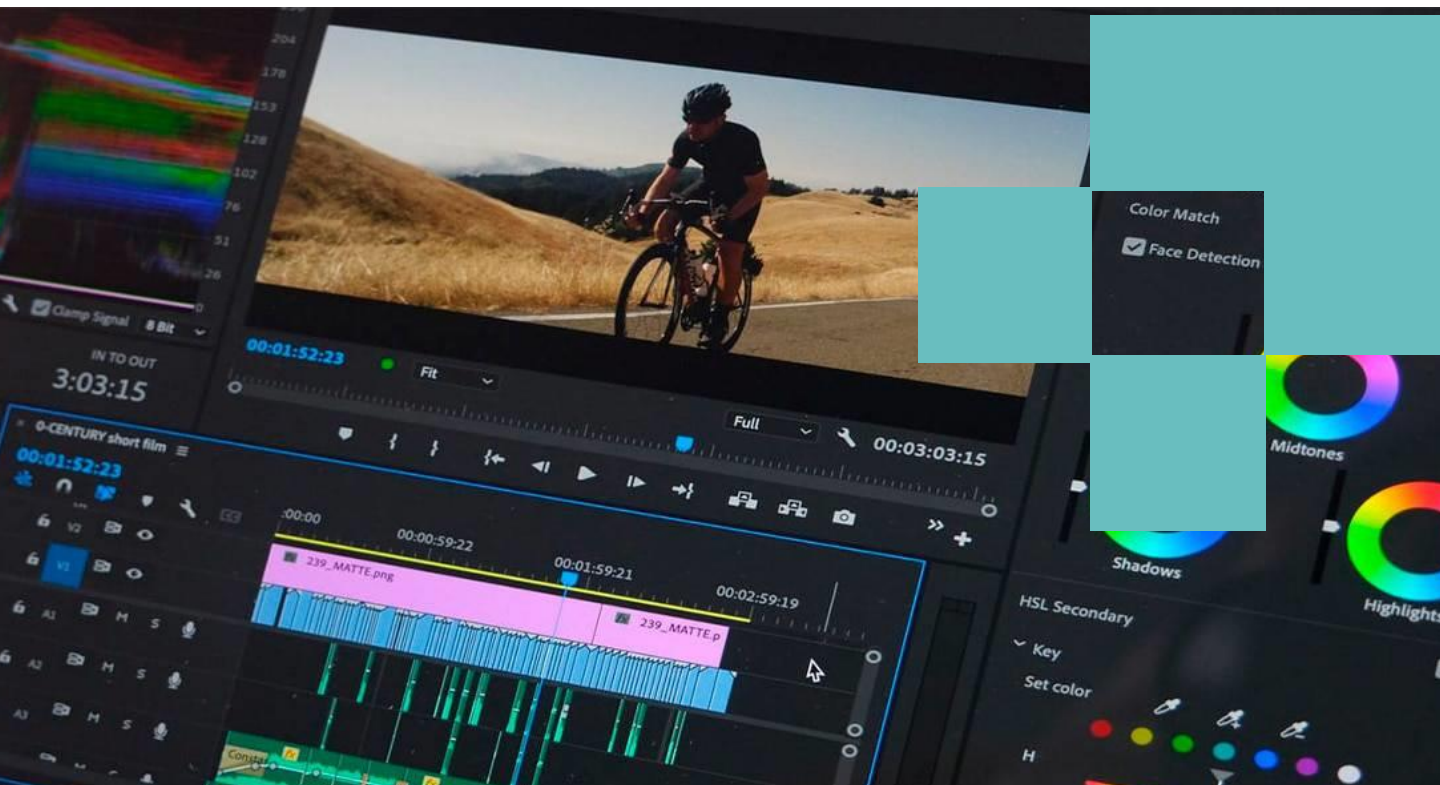 204
178
153
128
102
76
51
26
0
Clamp Signal
8 Bit
IN TO OUT
3:03:15
00:01:52:23
Fit
Full
00:03:03:15
Color Match
Face Detection
Midtones
Shadows
Highlights
0-CENTURY short film
00:01:52:23
:00:00
00:00:59:22
00:01:59:21
00:02:59:19
V2
239_MATTE.png
239_MATTE.p
V1
A1
M
S
A2
M
S
A3
M
S
fx
fx
HSL Secondary
Key
Set color
H